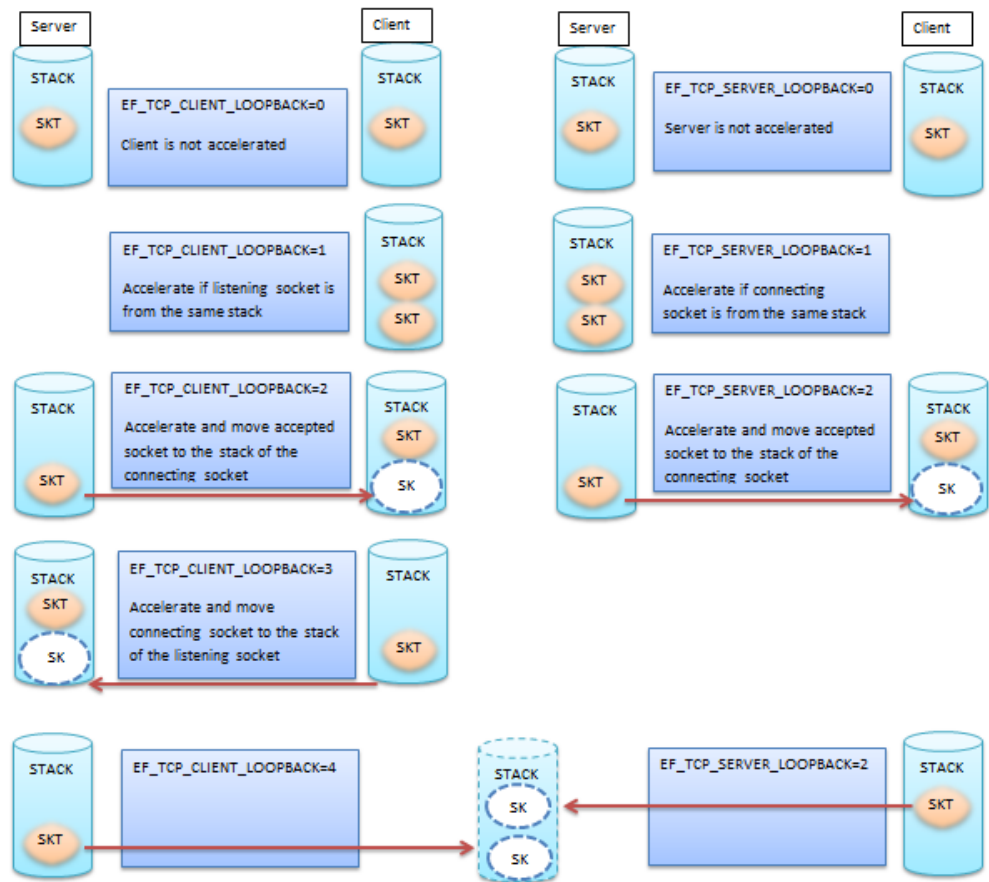 Server
Client
Server
Client
STACK
SKT
EF_TCP_CLIENT_LOOPBACK=0
Client is not accelerated
STACK
SKT
STACK
SKT
EF_TCP_SERVER_LOOPBACK=0
Server is not accelerated
STACK
SKT
EF_TCP_CLIENT_LOOPBACK=1
Accelerate if listening socket is
from the same stack
STACK
SKT
SKT
STACK
SKT
SKT
EF_TCP_SERVER_LOOPBACK=1
Accelerate if connecting
socket is from the same stack
STACK
SKT
EF_TCP_CLIENT_LOOPBACK=2
Accelerate and move accepted
socket to the stack of the
connecting socket
STACK
SKT
SK
STACK
SKT
EF_TCP_SERVER_LOOPBACK=2
Accelerate and move accepted
socket to the stack of the
connecting socket
STACK
SKT
SK
STACK
SKT
SK
EF_TCP_CLIENT_LOOPBACK=3
Accelerate and move
connecting socket to the stack
of the listening socket
STACK
SKT
STACK
SKT
EF_TCP_CLIENT_LOOPBACK=4
STACK
SK
SK
EF_TCP_SERVER_LOOPBACK=2
STACK
SKT